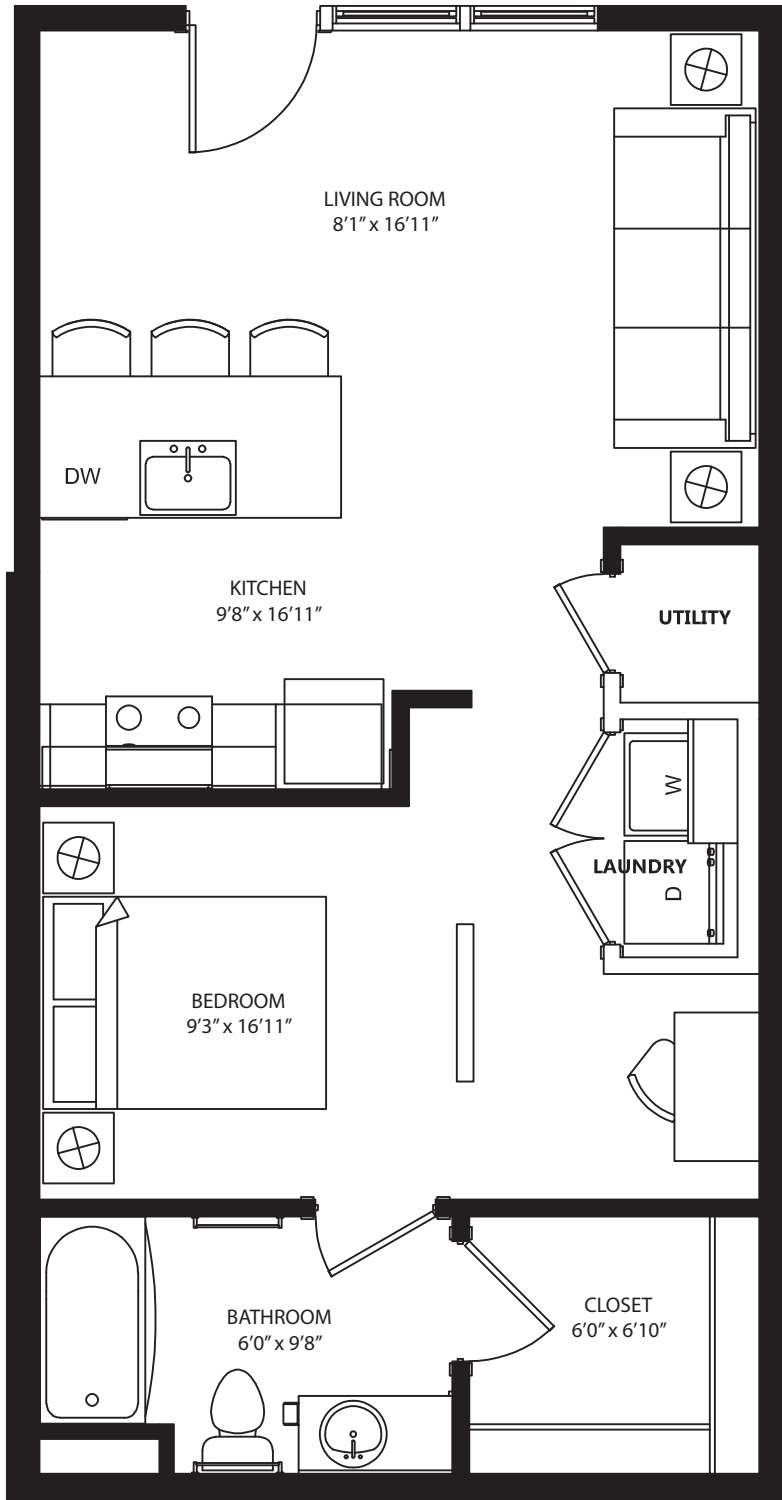 LIVING ROOM
8’1” x 16’11”
DW
KITCHEN
9’8” x 16’11”
UTILITY
W
LAUNDRY
D
BEDROOM
9’3” x 16’11”
BATHROOM
6’0” x 9’8”
CLOSET
6’0” x 6’10”